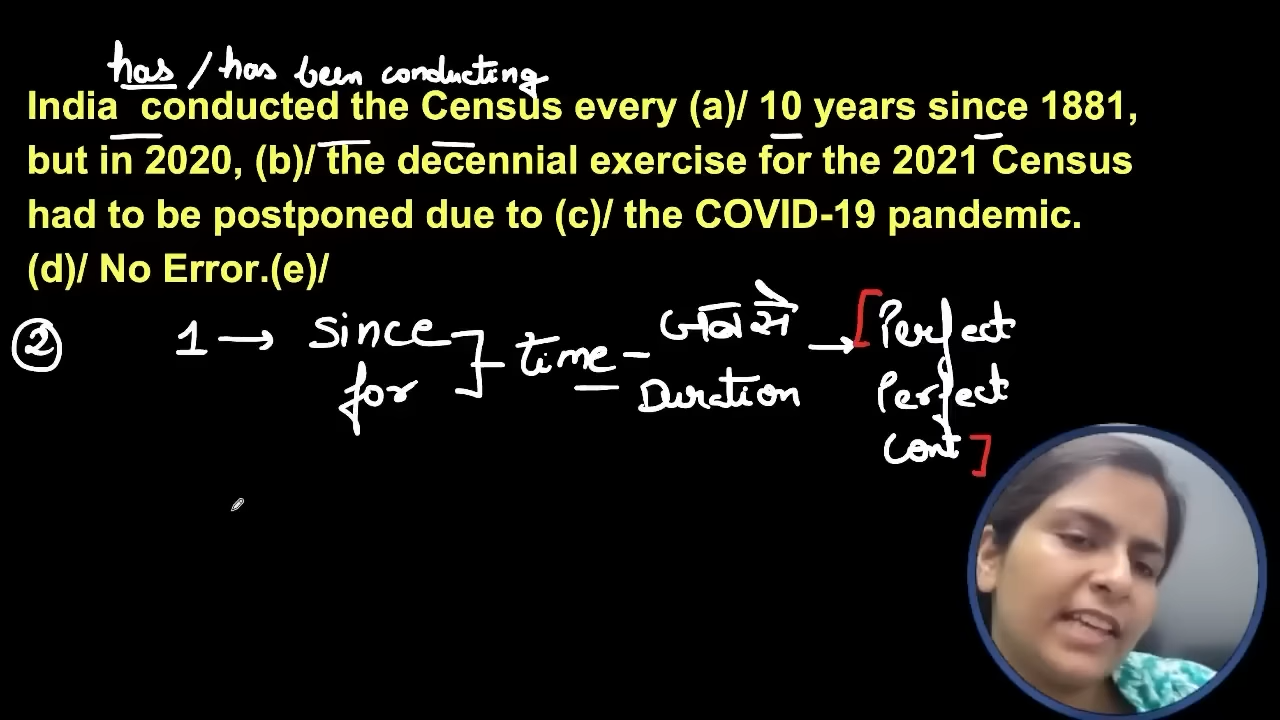 has / has been conducting
India conducted the Census every (a)/ 10 years since 1881,
but in 2020, (b)/ the decennial exercise for the 2021 Census
had to be postponed due to (c)/ the COVID-19 pandemic.
(d)/ No Error.(e)/
② 1 → since ] time - जब से → [ Perfect
for Duration Perfect
Cont ]